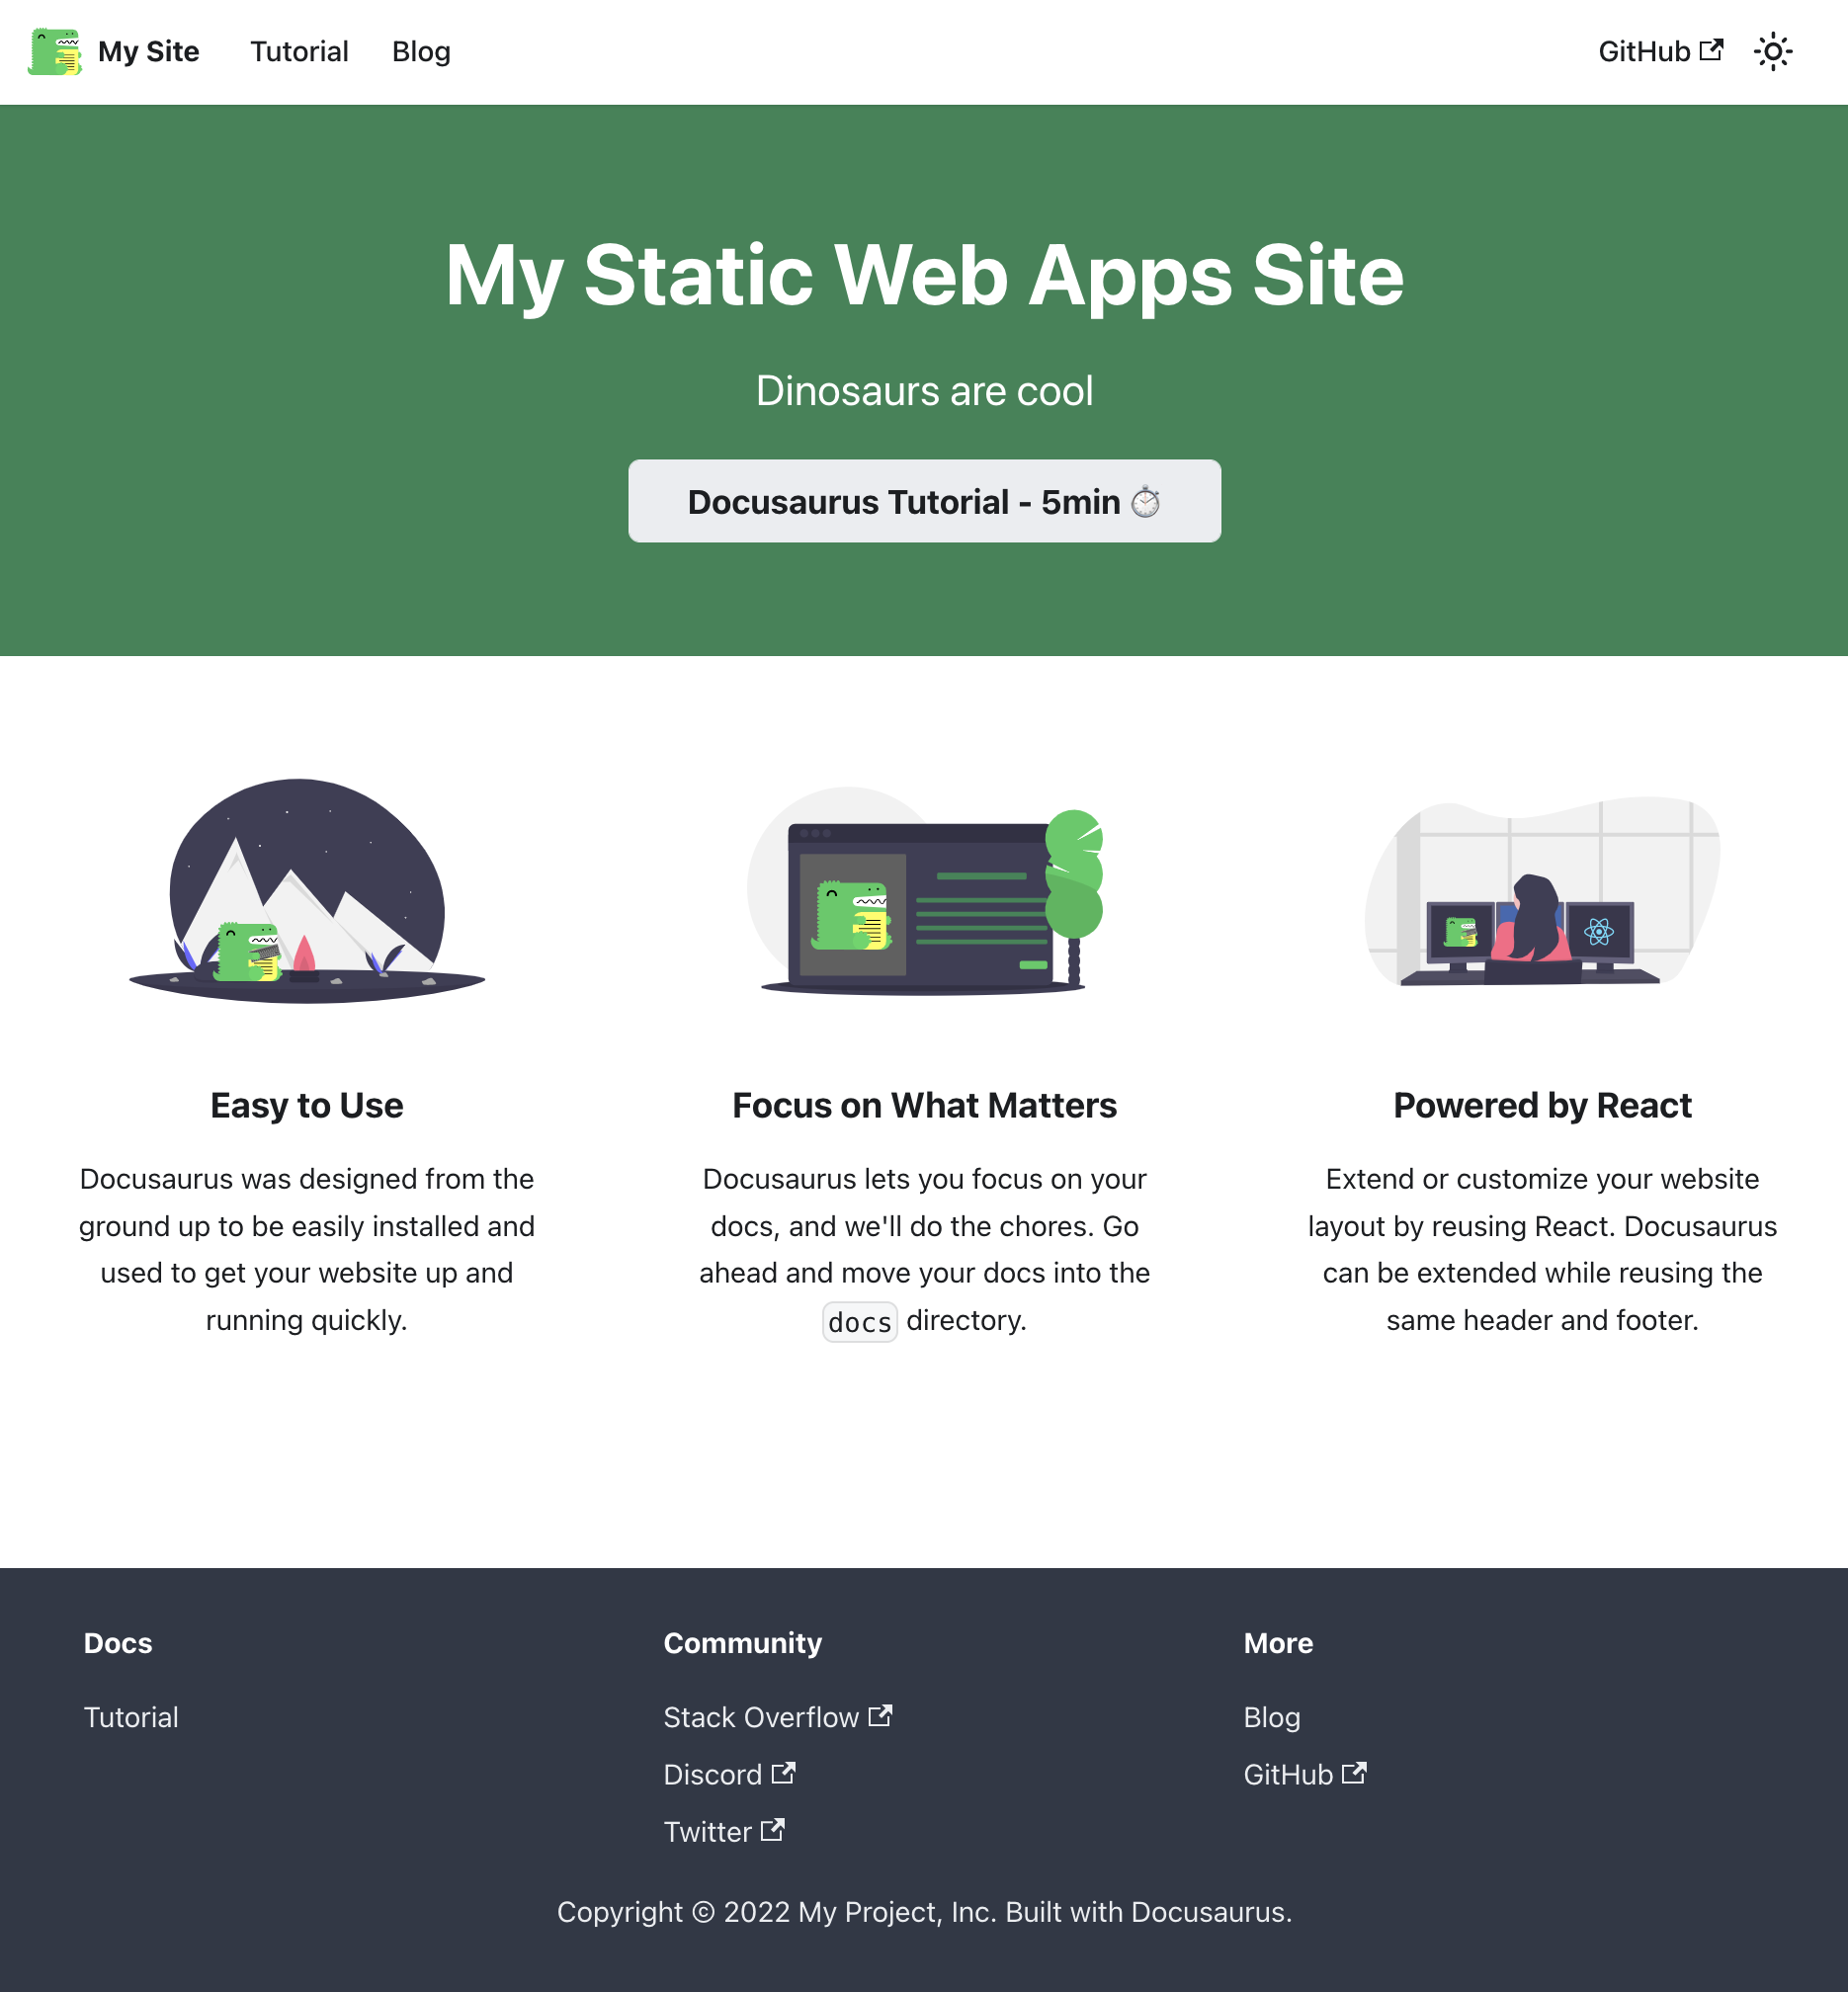 My Site Tutorial Blog GitHub
My Static Web Apps Site
Dinosaurs are cool
Docusaurus Tutorial - 5min ⏱️
Easy to Use
Docusaurus was designed from the
ground up to be easily installed and
used to get your website up and
running quickly.
Focus on What Matters
Docusaurus lets you focus on your
docs, and we'll do the chores. Go
ahead and move your docs into the
docs directory.
Powered by React
Extend or customize your website
layout by reusing React. Docusaurus
can be extended while reusing the
same header and footer.
Docs
Tutorial
Community
Stack Overflow
Discord
Twitter
More
Blog
GitHub
Copyright © 2022 My Project, Inc. Built with Docusaurus.